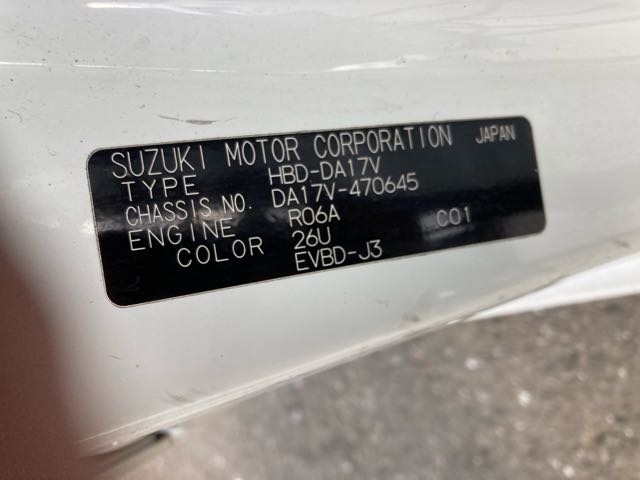 SUZUKI MOTOR CORPORATION JAPAN
TYPE HBD-DA17V
CHASSIS NO. DA17V-470645
ENGINE R06A C01
COLOR 26U
EVBD-J3